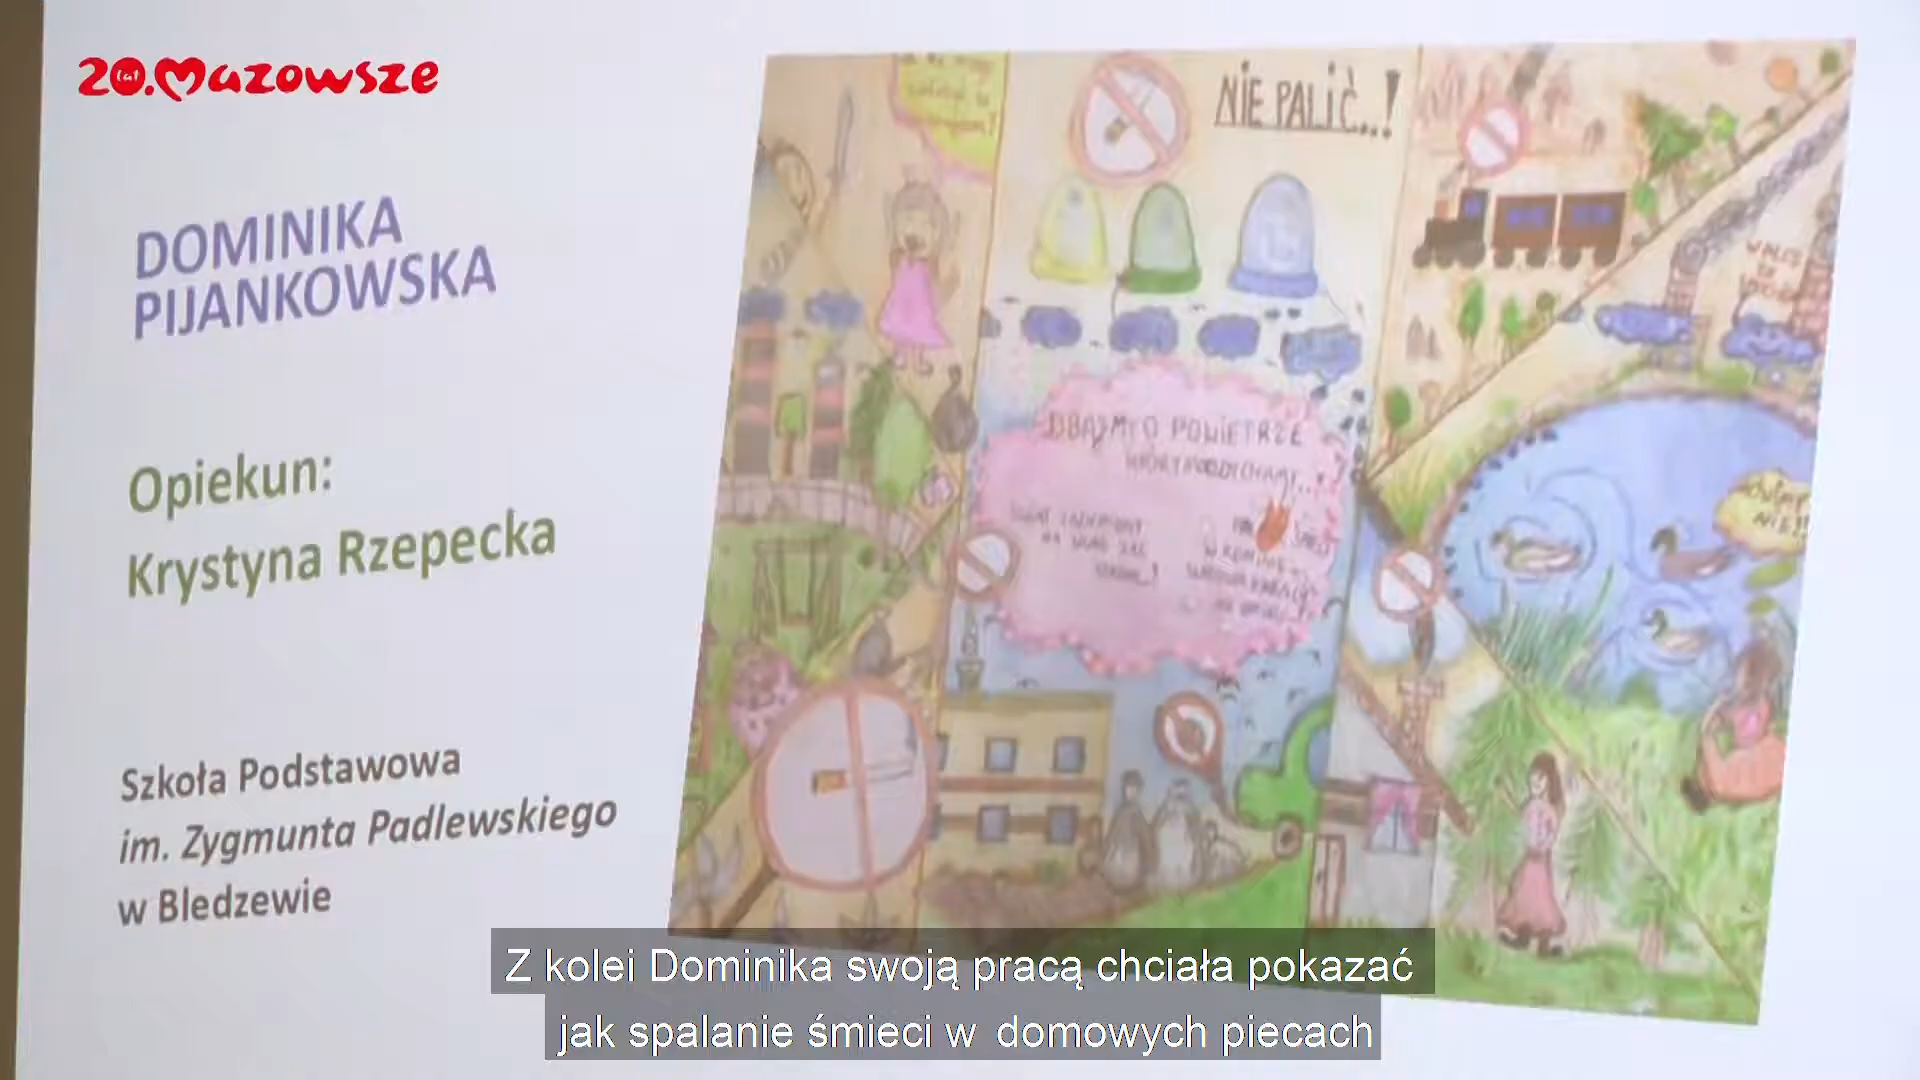 20.lat Mazowsze
DOMINIKA
PIJANKOWSKA
Opiekun:
Krystyna Rzepecka
Szkoła Podstawowa
im. Zygmunta Padlewskiego
w Bledzewie
NIE PALIĆ..!
DBAJMY O POWIETRZE
Z kolei Dominika swoją pracą chciała pokazać
jak spalanie śmieci w domowych piecach